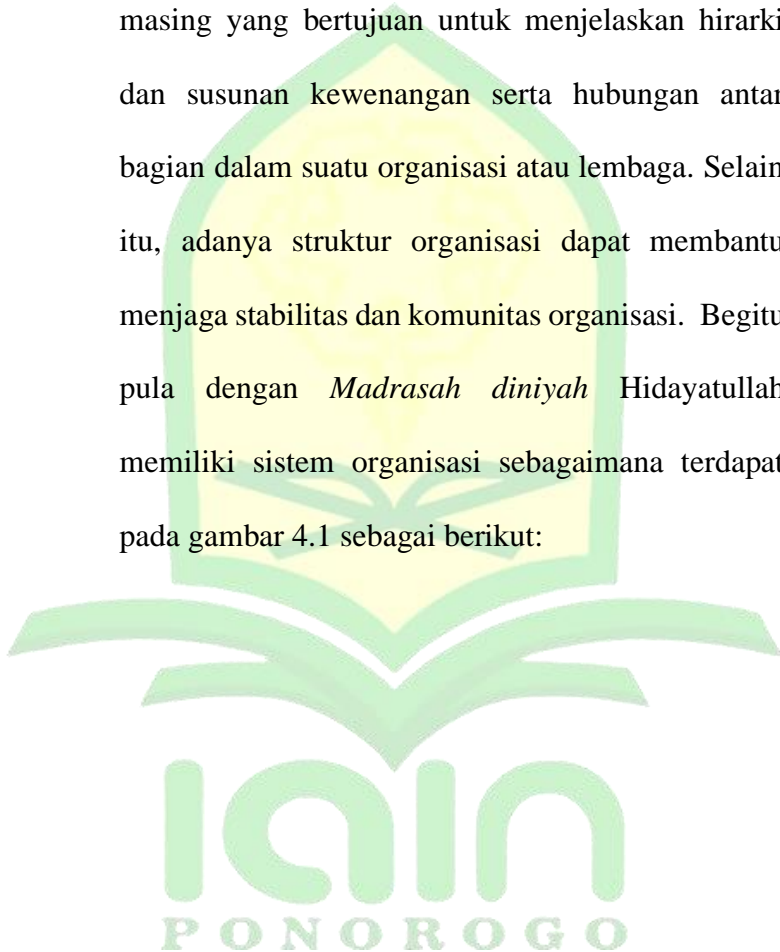 masing yang bertujuan untuk menjelaskan hirarki
dan susunan kewenangan serta hubungan antar
bagian dalam suatu organisasi atau lembaga. Selain
itu, adanya struktur organisasi dapat membantu
menjaga stabilitas dan komunitas organisasi. Begitu
pula dengan Madrasah diniyah Hidayatullah
memiliki sistem organisasi sebagaimana terdapat
pada gambar 4.1 sebagai berikut:
iain
PONOROGO